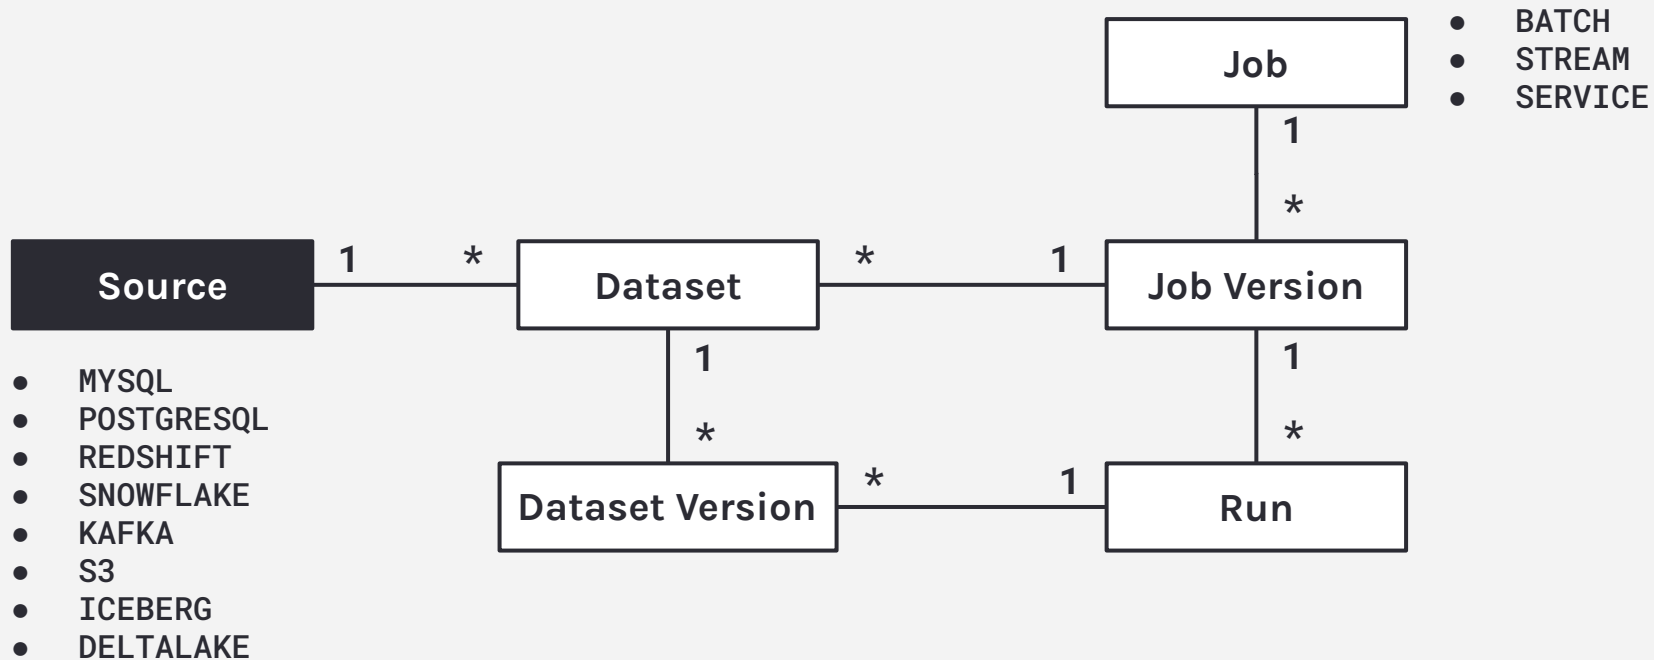 Job
● BATCH
● STREAM
● SERVICE
1
*
Source
1 *
Dataset
* 1
Job Version
● MYSQL
● POSTGRESQL
● REDSHIFT
● SNOWFLAKE
● KAFKA
● S3
● ICEBERG
● DELTALAKE
1
*
1
*
Dataset Version
* 1
Run